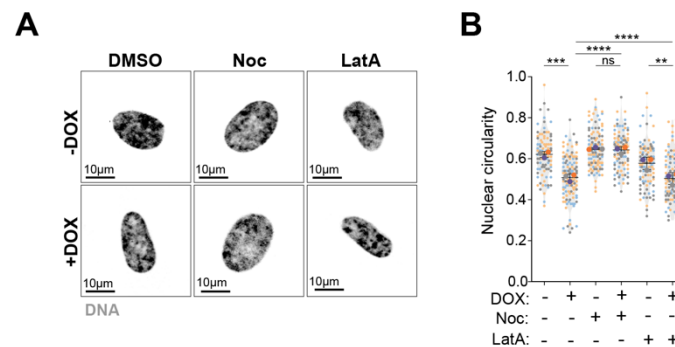 A
DMSO Noc LatA
-DOX
10µm 10µm 10µm
+DOX
10µm 10µm 10µm
DNA
B
****
****
*** ns **
Nuclear circularity
1.0
0.8
0.6
0.4
0.2
0.0
DOX: - + - + - +
Noc: - - + + - -
LatA: - - - - + +